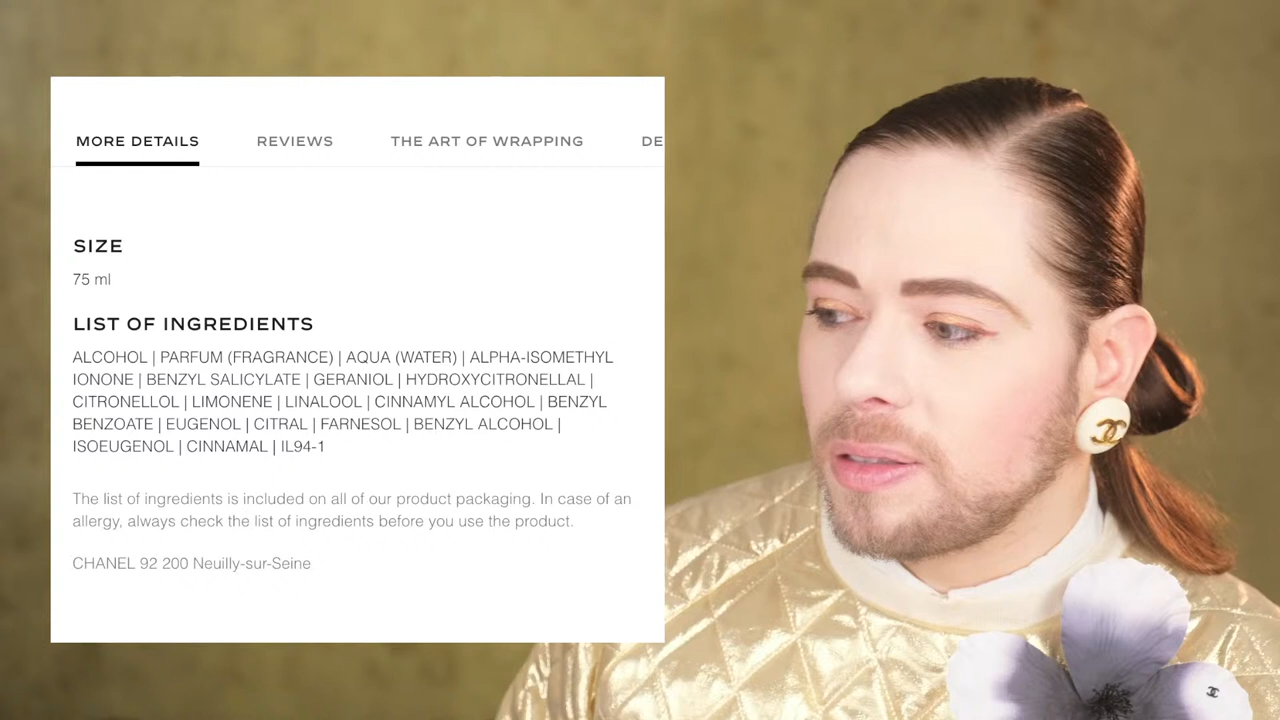 MORE DETAILS REVIEWS THE ART OF WRAPPING DE
SIZE
75 ml
LIST OF INGREDIENTS
ALCOHOL | PARFUM (FRAGRANCE) | AQUA (WATER) | ALPHA-ISOMETHYL
IONONE | BENZYL SALICYLATE | GERANIOL | HYDROXYCITRONELLAL |
CITRONELLOL | LIMONENE | LINALOOL | CINNAMYL ALCOHOL | BENZYL
BENZOATE | EUGENOL | CITRAL | FARNESOL | BENZYL ALCOHOL |
ISOEUGENOL | CINNAMAL | IL94-1
The list of ingredients is included on all of our product packaging. In case of an
allergy, always check the list of ingredients before you use the product.
CHANEL 92 200 Neuilly-sur-Seine